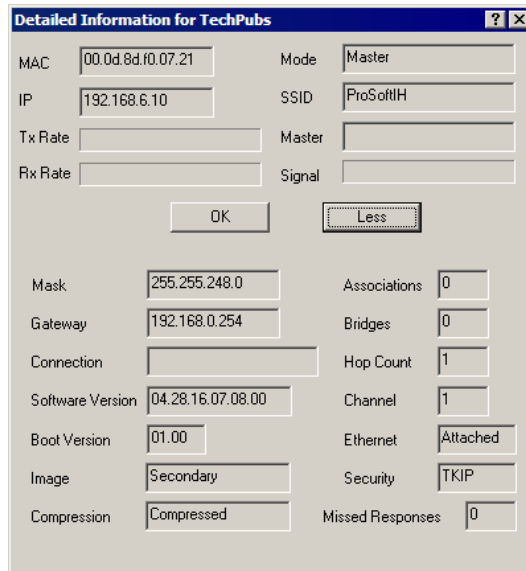 Detailed Information for TechPubs
MAC 00.0d.8d.f0.07.21 Mode Master
IP 192.168.6.10 SSID ProSoftIH
Tx Rate Master
Rx Rate Signal
OK Less
Mask 255.255.248.0 Associations 0
Gateway 192.168.0.254 Bridges 0
Connection Hop Count 1
Software Version 04.28.16.07.08.00 Channel 1
Boot Version 01.00 Ethernet Attached
Image Secondary Security TKIP
Compression Compressed Missed Responses 0